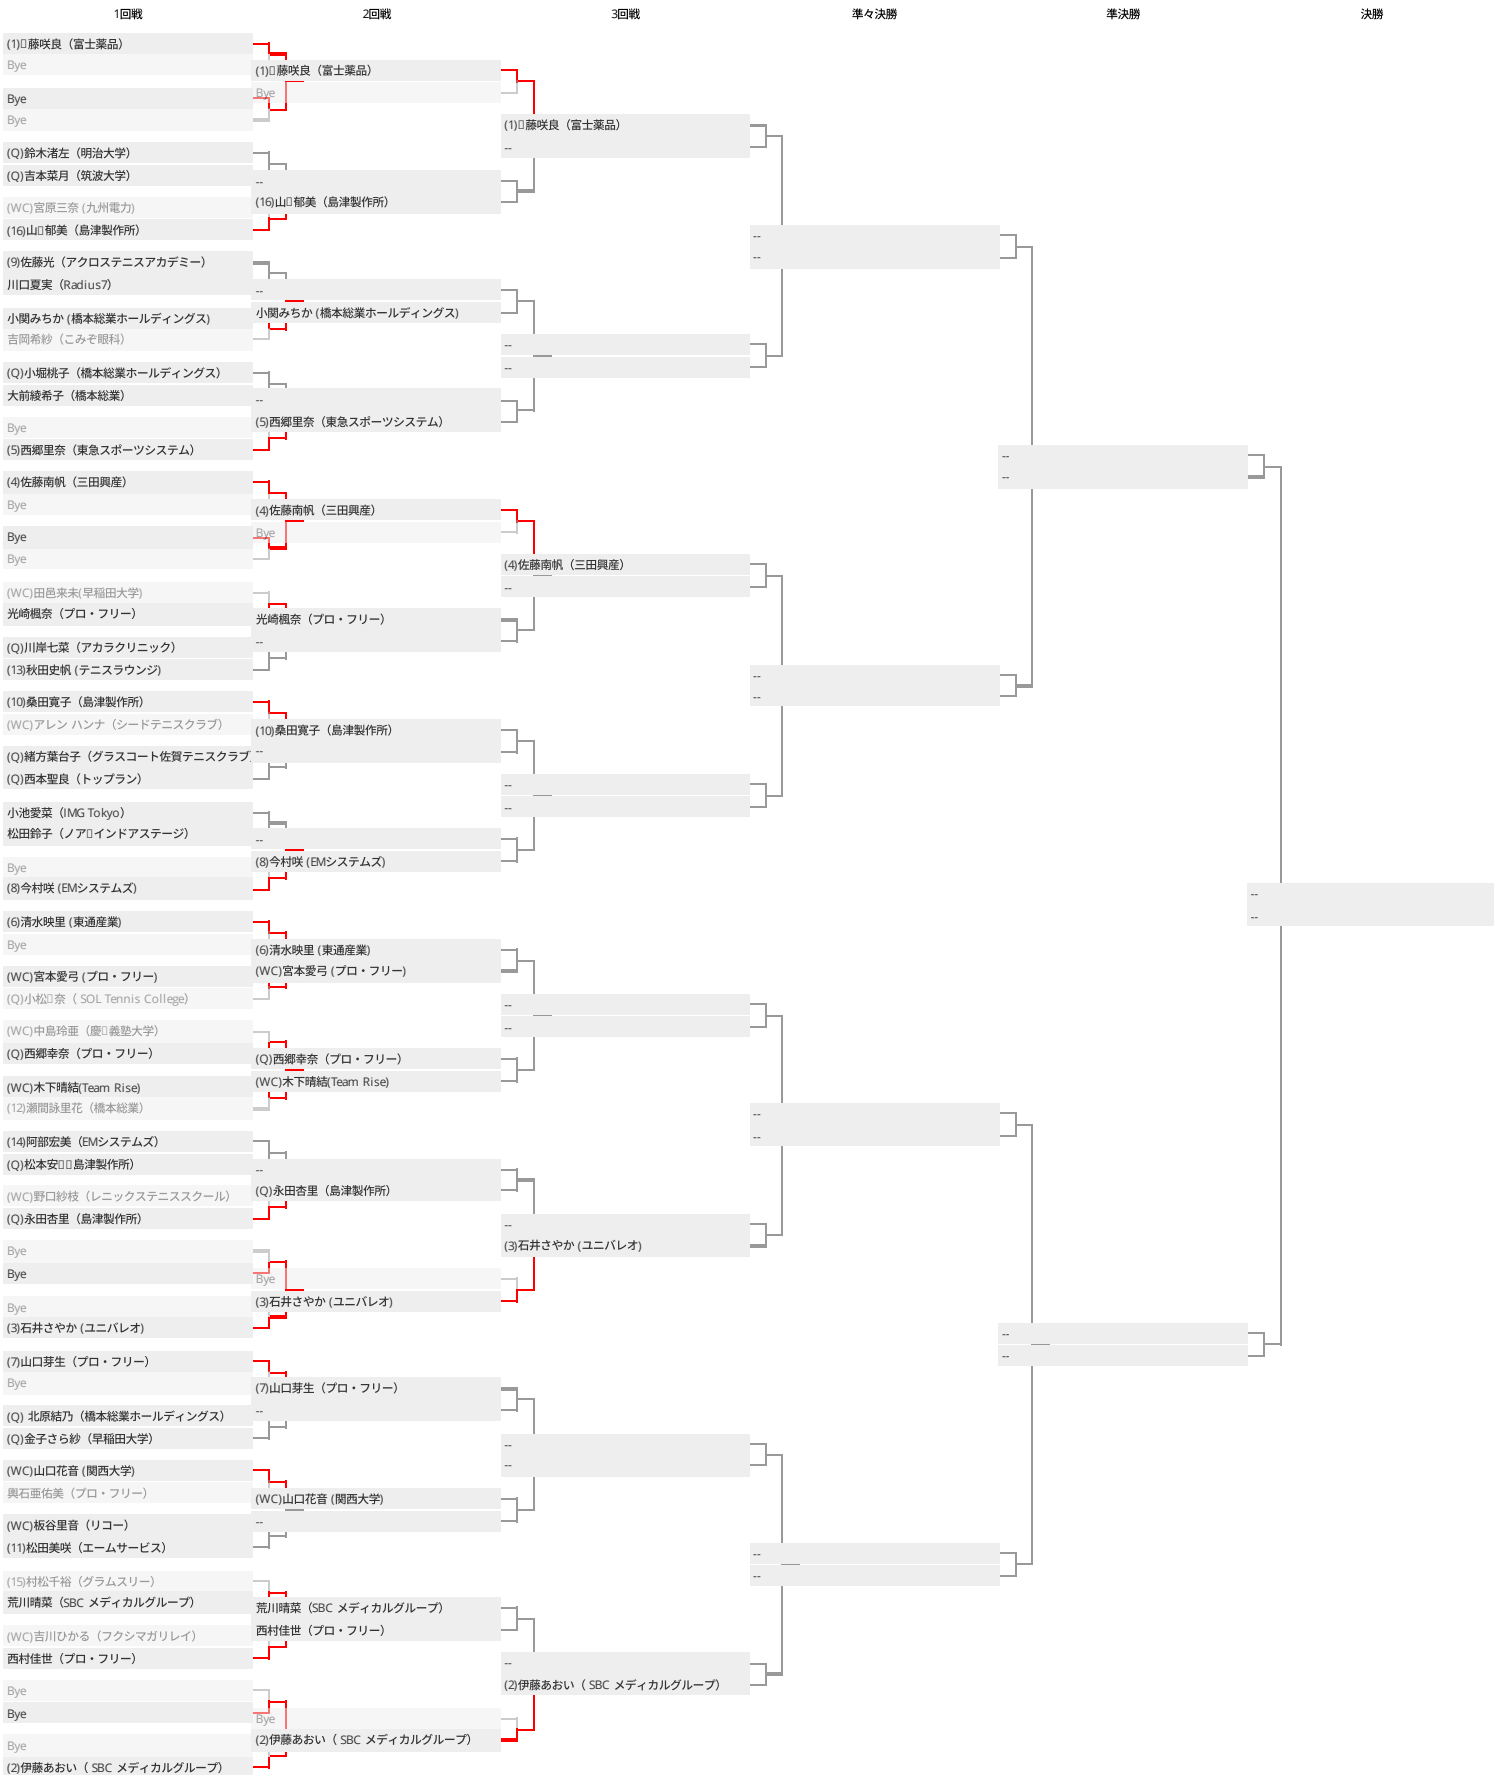 1回戦
2回戦
3回戦
準々決勝
準決勝
決勝
(1)藤咲良（富士薬品）
Bye
Bye
Bye
(Q)鈴木渚左（明治大学）
(Q)吉本菜月（筑波大学）
(WC)宮原三奈 (九州電力)
(16)山郁美（島津製作所）
(9)佐藤光（アクロステニスアカデミー）
川口夏実（Radius7）
小関みちか (橋本総業ホールディングス)
吉岡希紗（こみぞ眼科）
(Q)小堀桃子（橋本総業ホールディングス）
大前綾希子（橋本総業）
Bye
(5)西郷里奈（東急スポーツシステム）
(4)佐藤南帆（三田興産）
Bye
Bye
Bye
(WC)田邑来未(早稲田大学)
光崎楓奈（プロ・フリー）
(Q)川岸七菜（アカラクリニック）
(13)秋田史帆 (テニスラウンジ)
(10)桑田寛子（島津製作所）
(WC)アレン ハンナ（シードテニスクラブ）
(Q)緒方葉台子（グラスコート佐賀テニスクラブ）
(Q)西本聖良（トップラン）
小池愛菜（IMG Tokyo）
松田鈴子（ノアインドアステージ）
Bye
(8)今村咲 (EMシステムズ)
(6)清水映里 (東通産業)
Bye
(WC)宮本愛弓 (プロ・フリー)
(Q)小松奈（ SOL Tennis College）
(WC)中島玲亜（慶義塾大学）
(Q)西郷幸奈（プロ・フリー）
(WC)木下晴結(Team Rise)
(12)瀬間詠里花（橋本総業）
(14)阿部宏美（EMシステムズ）
(Q)松本安島津製作所）
(WC)野口紗枝（レニックステニススクール）
(Q)永田杏里（島津製作所）
Bye
Bye
Bye
(3)石井さやか (ユニバレオ)
(7)山口芽生（プロ・フリー）
Bye
(Q) 北原結乃（橋本総業ホールディングス）
(Q)金子さら紗（早稲田大学）
(WC)山口花音 (関西大学)
輿石亜佑美（プロ・フリー）
(WC)板谷里音（リコー）
(11)松田美咲（エームサービス）
(15)村松千裕（グラムスリー）
荒川晴菜（SBC メディカルグループ）
(WC)吉川ひかる（フクシマガリレイ）
西村佳世（プロ・フリー）
Bye
Bye
Bye
(2)伊藤あおい（ SBC メディカルグループ）
(1)藤咲良（富士薬品）
Bye
--
(16)山郁美（島津製作所）
--
小関みちか (橋本総業ホールディングス)
--
(5)西郷里奈（東急スポーツシステム）
(4)佐藤南帆（三田興産）
Bye
光崎楓奈（プロ・フリー）
--
(10)桑田寛子（島津製作所）
--
--
(8)今村咲 (EMシステムズ)
(6)清水映里 (東通産業)
(WC)宮本愛弓 (プロ・フリー)
(Q)西郷幸奈（プロ・フリー）
(WC)木下晴結(Team Rise)
--
(Q)永田杏里（島津製作所）
Bye
(3)石井さやか (ユニバレオ)
(7)山口芽生（プロ・フリー）
--
(WC)山口花音 (関西大学)
--
荒川晴菜（SBC メディカルグループ）
西村佳世（プロ・フリー）
Bye
(2)伊藤あおい（ SBC メディカルグループ）
(1)藤咲良（富士薬品）
--
--
--
(4)佐藤南帆（三田興産）
--
--
--
--
--
--
(3)石井さやか (ユニバレオ)
--
--
--
(2)伊藤あおい（ SBC メディカルグループ）
--
--
--
--
--
--
--
--
--
--
--
--
--
--